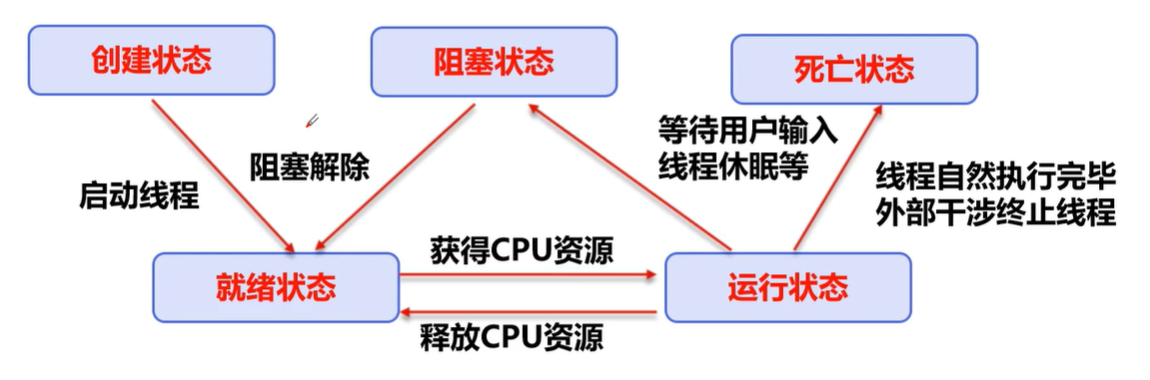 创建状态
阻塞状态
死亡状态
等待用户输入
线程休眠等
阻塞解除
启动线程
线程自然执行完毕
外部干涉终止线程
获得CPU资源
就绪状态
运行状态
释放CPU资源